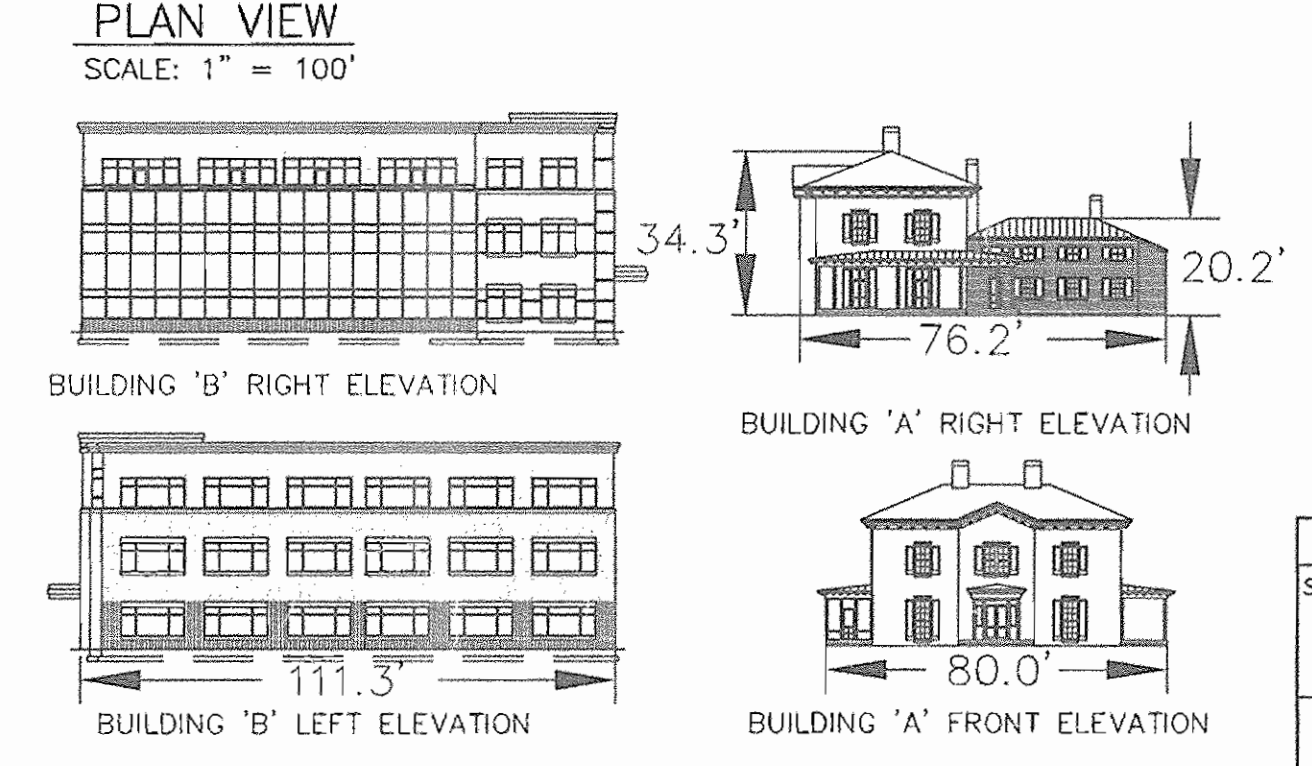 PLAN VIEW
SCALE: 1" = 100'
BUILDING 'B' RIGHT ELEVATION
34.3'
20.2'
76.2'
BUILDING 'A' RIGHT ELEVATION
111.3'
BUILDING 'B' LEFT ELEVATION
80.0'
BUILDING 'A' FRONT ELEVATION
S